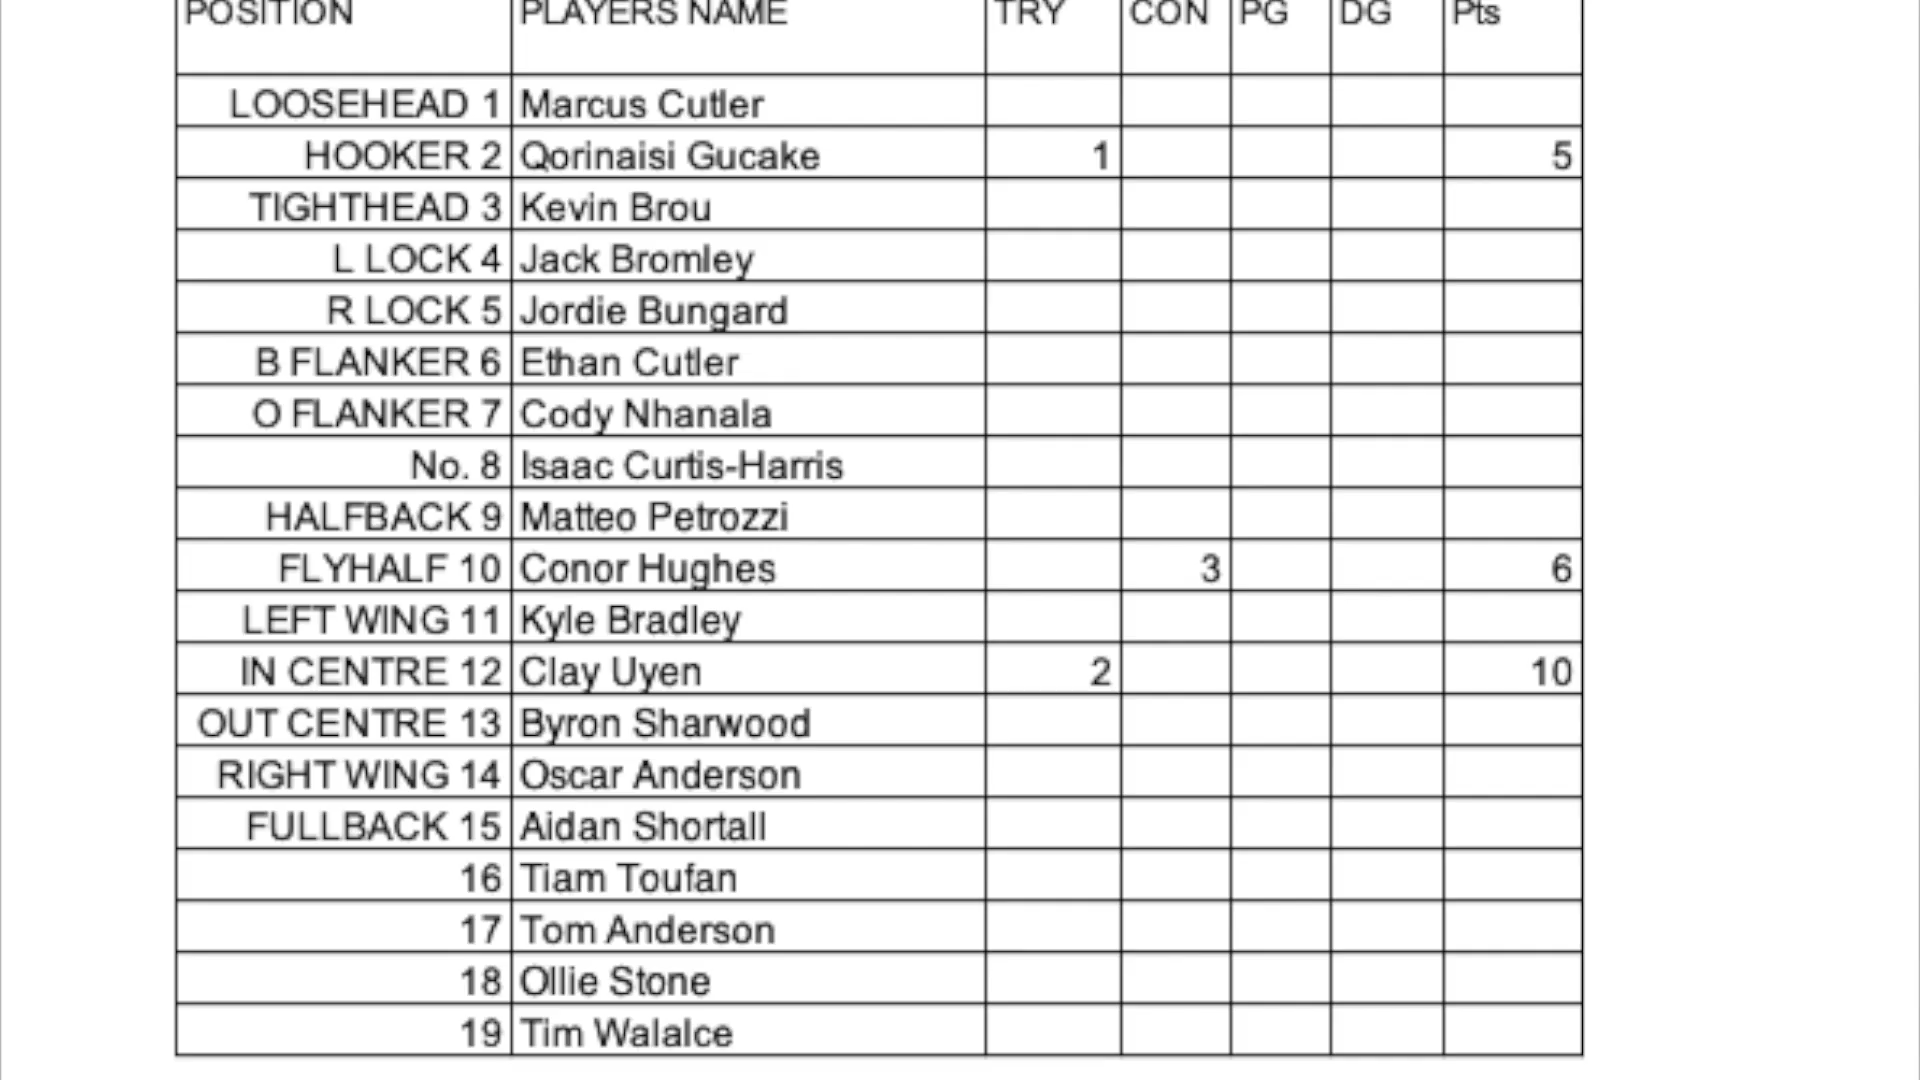 POSITION PLAYERS NAME TRY CON PG DG Pts
LOOSEHEAD 1 Marcus Cutler
HOOKER 2 Qorinaisi Gucake 1 5
TIGHTHEAD 3 Kevin Brou
L LOCK 4 Jack Bromley
R LOCK 5 Jordie Bungard
B FLANKER 6 Ethan Cutler
O FLANKER 7 Cody Nhanala
No. 8 Isaac Curtis-Harris
HALFBACK 9 Matteo Petrozzi
FLYHALF 10 Conor Hughes 3 6
LEFT WING 11 Kyle Bradley
IN CENTRE 12 Clay Uyen 2 10
OUT CENTRE 13 Byron Sharwood
RIGHT WING 14 Oscar Anderson
FULLBACK 15 Aidan Shortall
16 Tiam Toufan
17 Tom Anderson
18 Ollie Stone
19 Tim Walalce